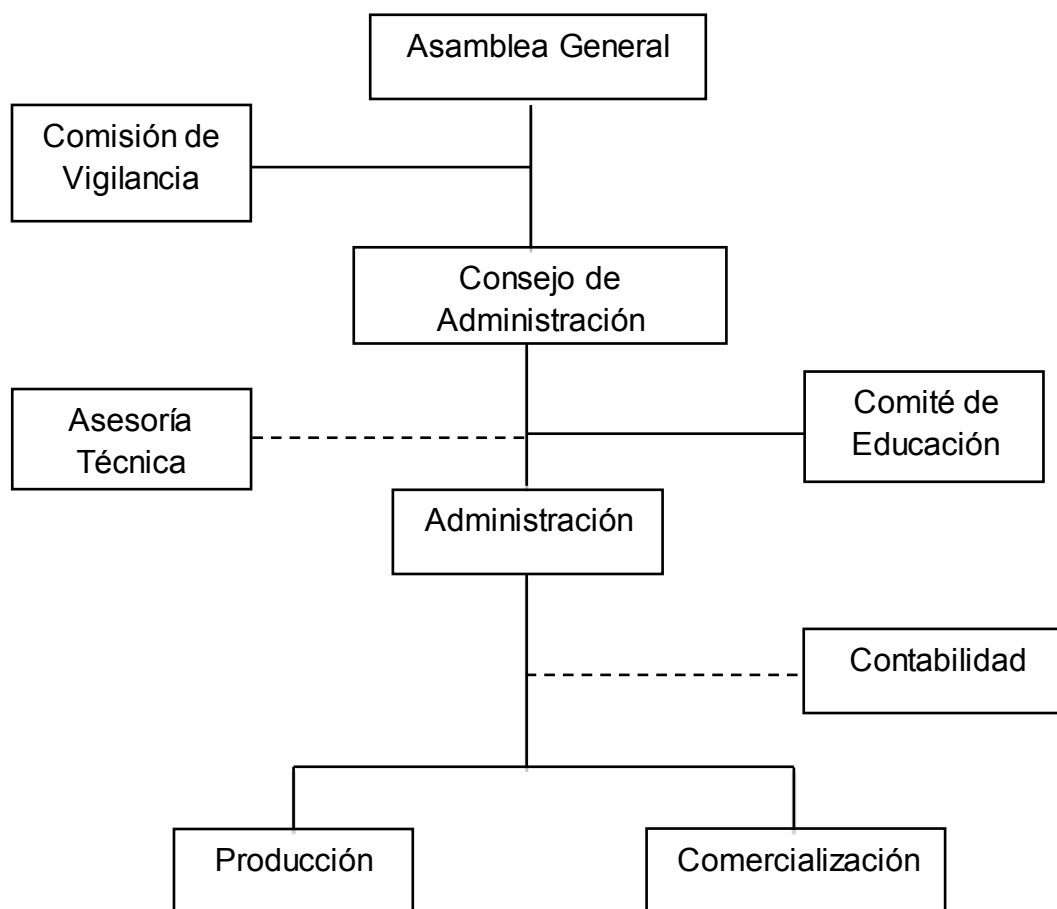 Asamblea General
Comisión de
Vigilancia
Consejo de
Administración
Asesoría
Técnica
Comité de
Educación
Administración
Contabilidad
Producción
Comercialización